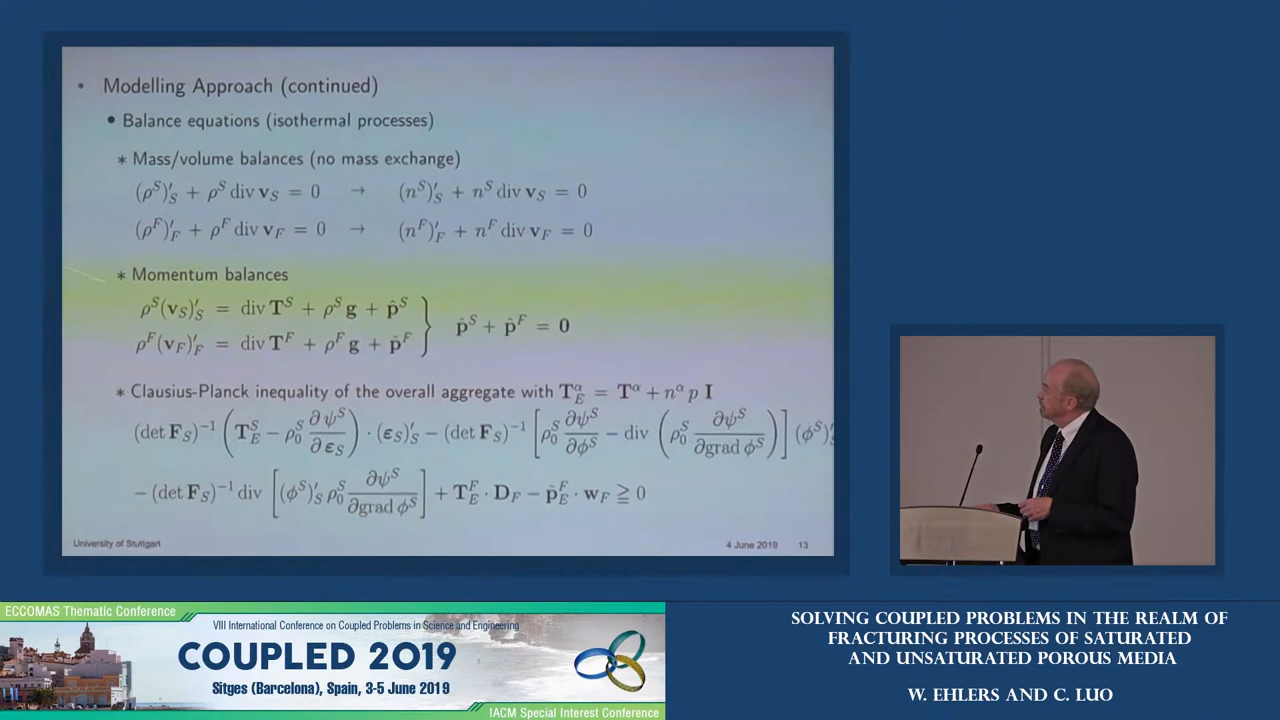 • Modelling Approach (continued)
• Balance equations (isothermal processes)
* Mass/volume balances (no mass exchange)
(ρ^S)'_S + ρ^S div v_S = 0 → (n^S)'_S + n^S div v_S = 0
(ρ^F)'_F + ρ^F div v_F = 0 → (n^F)'_F + n^F div v_F = 0
* Momentum balances
ρ^S(v_S)'_S = div T^S + ρ^S g + p̂^S
ρ^F(v_F)'_F = div T^F + ρ^F g + p̂^F } p̂^S + p̂^F = 0
* Clausius-Planck inequality of the overall aggregate with T^α_E = T^α + n^α p I
(det F_S)^{-1} (T^S_E − ρ^S_0 ∂ψ^S/∂ε_S) · (ε_S)'_S − (det F_S)^{-1} [ρ^S_0 ∂ψ^S/∂φ^S − div (ρ^S_0 ∂ψ^S/∂grad φ^S)] (φ^S)'_S
− (det F_S)^{-1} div [(φ^S)'_S ρ^S_0 ∂ψ^S/∂grad φ^S] + T^F_E · D_F − p̂^F_E · w_F ≧ 0
University of Stuttgart 4 June 2019 13
ECCOMAS Thematic Conference
VIII International Conference on Coupled Problems in Science and Engineering
COUPLED 2019
Sitges (Barcelona), Spain, 3-5 June 2019
IACM Special Interest Conference
SOLVING COUPLED PROBLEMS IN THE REALM OF
FRACTURING PROCESSES OF SATURATED
AND UNSATURATED POROUS MEDIA
W. EHLERS AND C. LUO